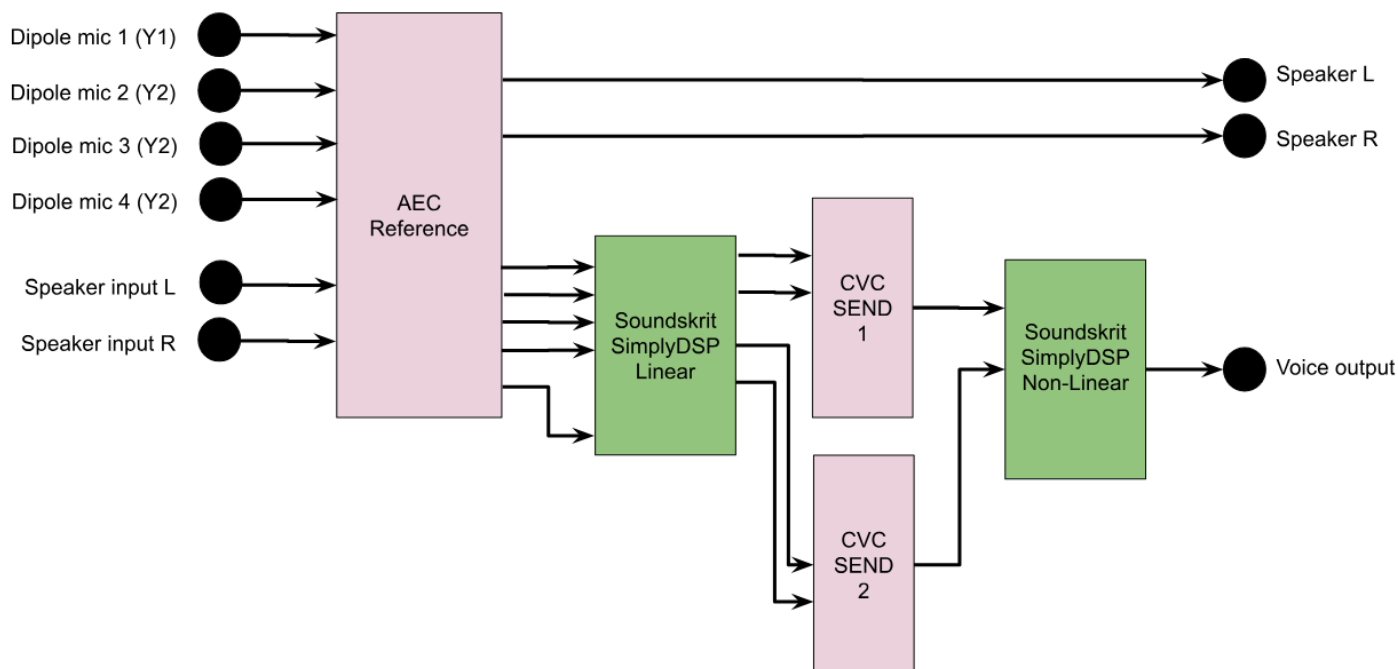 Dipole mic 1 (Y1)
Dipole mic 2 (Y2)
Dipole mic 3 (Y2)
Dipole mic 4 (Y2)
Speaker input L
Speaker input R
AEC
Reference
Soundskrit
SimplyDSP
Linear
CVC
SEND
1
CVC
SEND
2
Soundskrit
SimplyDSP
Non-Linear
Speaker L
Speaker R
Voice output